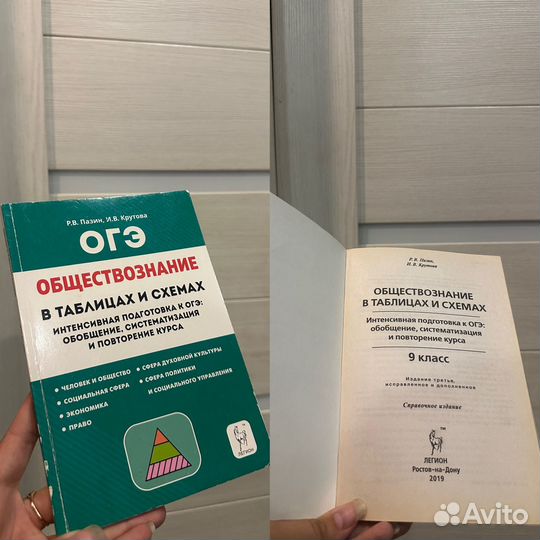 Р.В. Пазин, И.В. Крутова
ОГЭ
ОБЩЕСТВОЗНАНИЕ
В ТАБЛИЦАХ И СХЕМАХ
ИНТЕНСИВНАЯ ПОДГОТОВКА К ОГЭ:
ОБОБЩЕНИЕ, СИСТЕМАТИЗАЦИЯ
И ПОВТОРЕНИЕ КУРСА
• ЧЕЛОВЕК И ОБЩЕСТВО
• СОЦИАЛЬНАЯ СФЕРА
• ЭКОНОМИКА
• ПРАВО
• СФЕРА ДУХОВНОЙ КУЛЬТУРЫ
• СФЕРА ПОЛИТИКИ
И СОЦИАЛЬНОГО УПРАВЛЕНИЯ
ЛЕГИОН
Р. В. Пазин,
И. В. Крутова
ОБЩЕСТВОЗНАНИЕ
В ТАБЛИЦАХ И СХЕМАХ
Интенсивная подготовка к ОГЭ:
обобщение, систематизация
и повторение курса
9 класс
Издание третье,
исправленное и дополненное
Справочное издание
TM
ЛЕГИОН
Ростов-на-Дону
2019
Avito